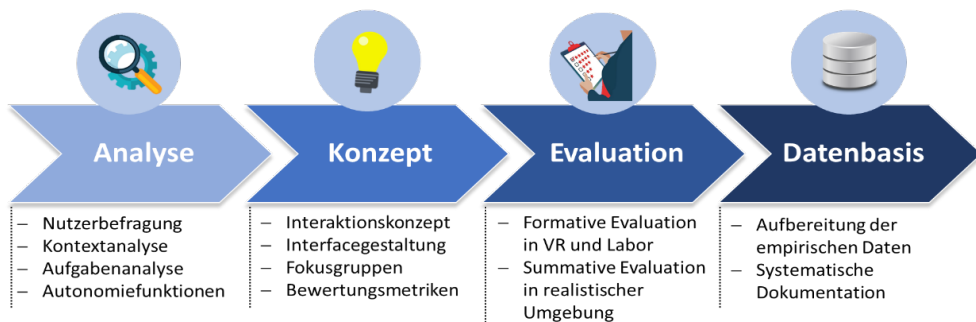 Analyse
– Nutzerbefragung
– Kontextanalyse
– Aufgabenanalyse
– Autonomiefunktionen
Konzept
– Interaktionskonzept
– Interfacegestaltung
– Fokusgruppen
– Bewertungsmetriken
Evaluation
– Formative Evaluation
in VR und Labor
– Summative Evaluation
in realistischer
Umgebung
Datenbasis
– Aufbereitung der
empirischen Daten
– Systematische
Dokumentation